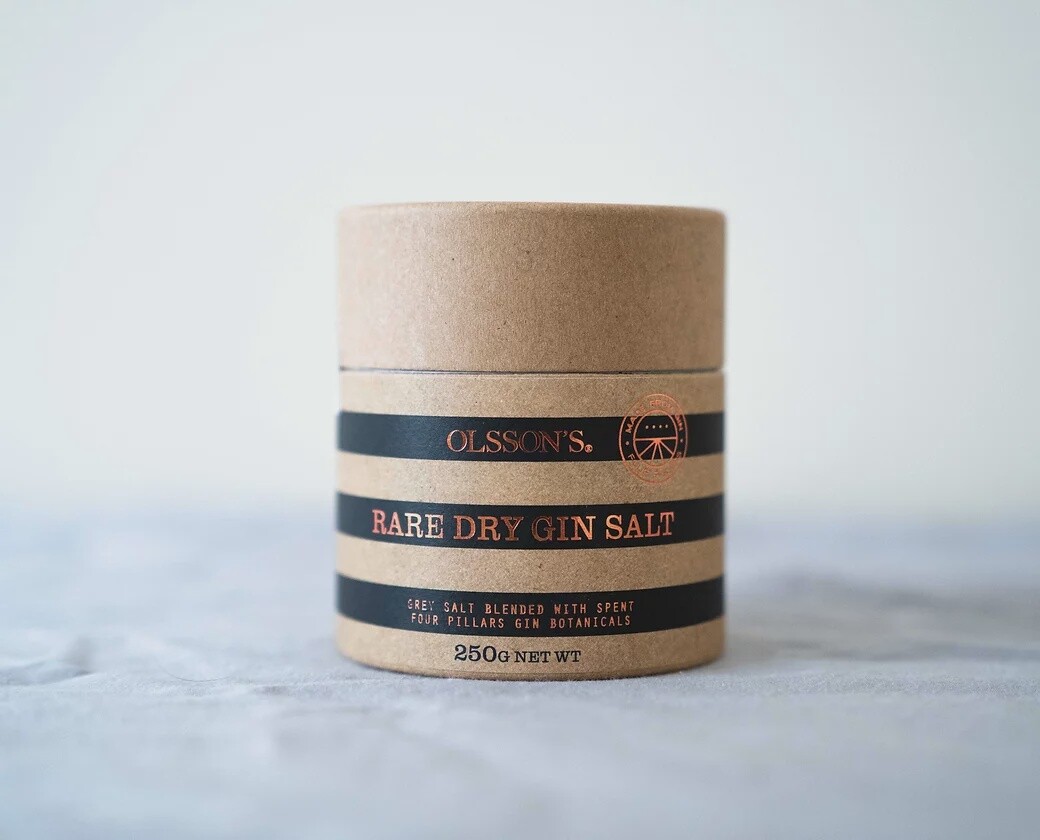 OLSSON'S®
RARE DRY GIN SALT
GREY SALT BLENDED WITH SPENT
FOUR PILLARS GIN BOTANICALS
250G NET WT